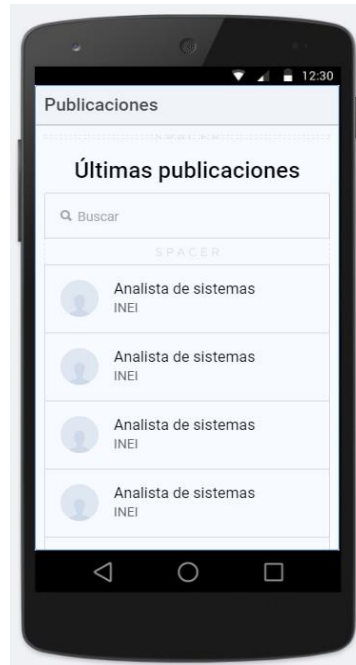 12:30
Publicaciones
SPACER
Últimas publicaciones
Buscar
SPACER
Analista de sistemas
INEI
Analista de sistemas
INEI
Analista de sistemas
INEI
Analista de sistemas
INEI